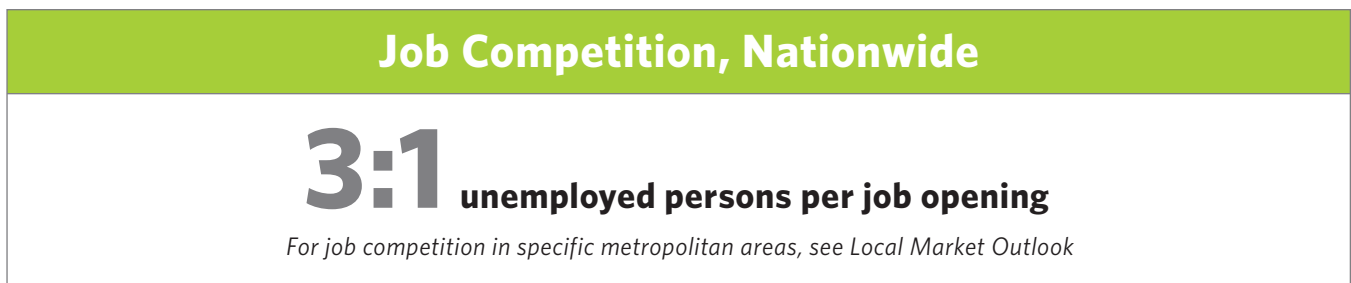 Job Competition, Nationwide
3:1 unemployed persons per job opening
For job competition in specific metropolitan areas, see Local Market Outlook